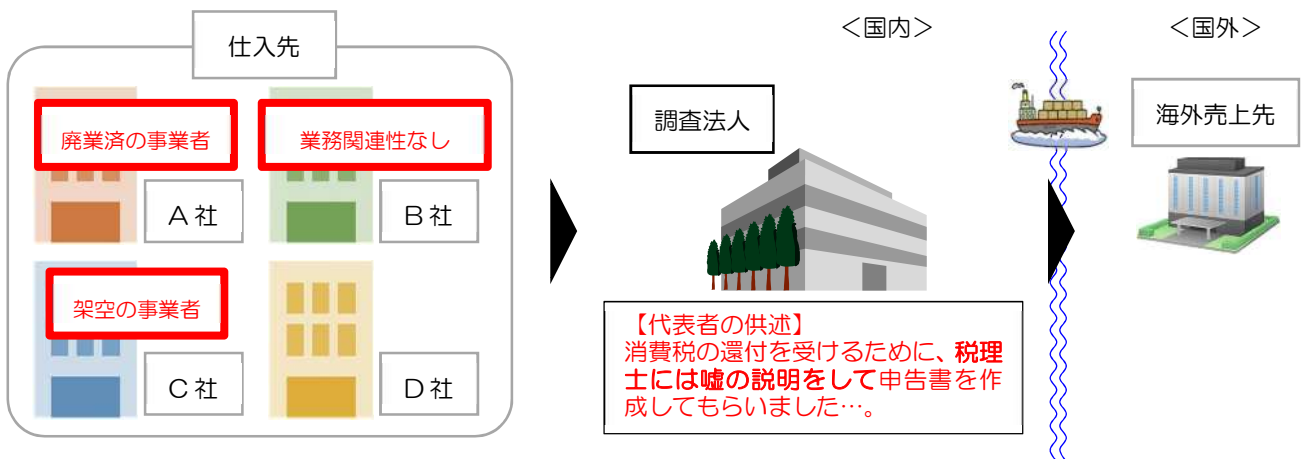 仕入先
廃業済の事業者
業務関連性なし
A社
B社
架空の事業者
C社
D社
＜国内＞
調査法人
【代表者の供述】
消費税の還付を受けるために、税理
士には嘘の説明をして申告書を作
成してもらいました…。
＜国外＞
海外売上先